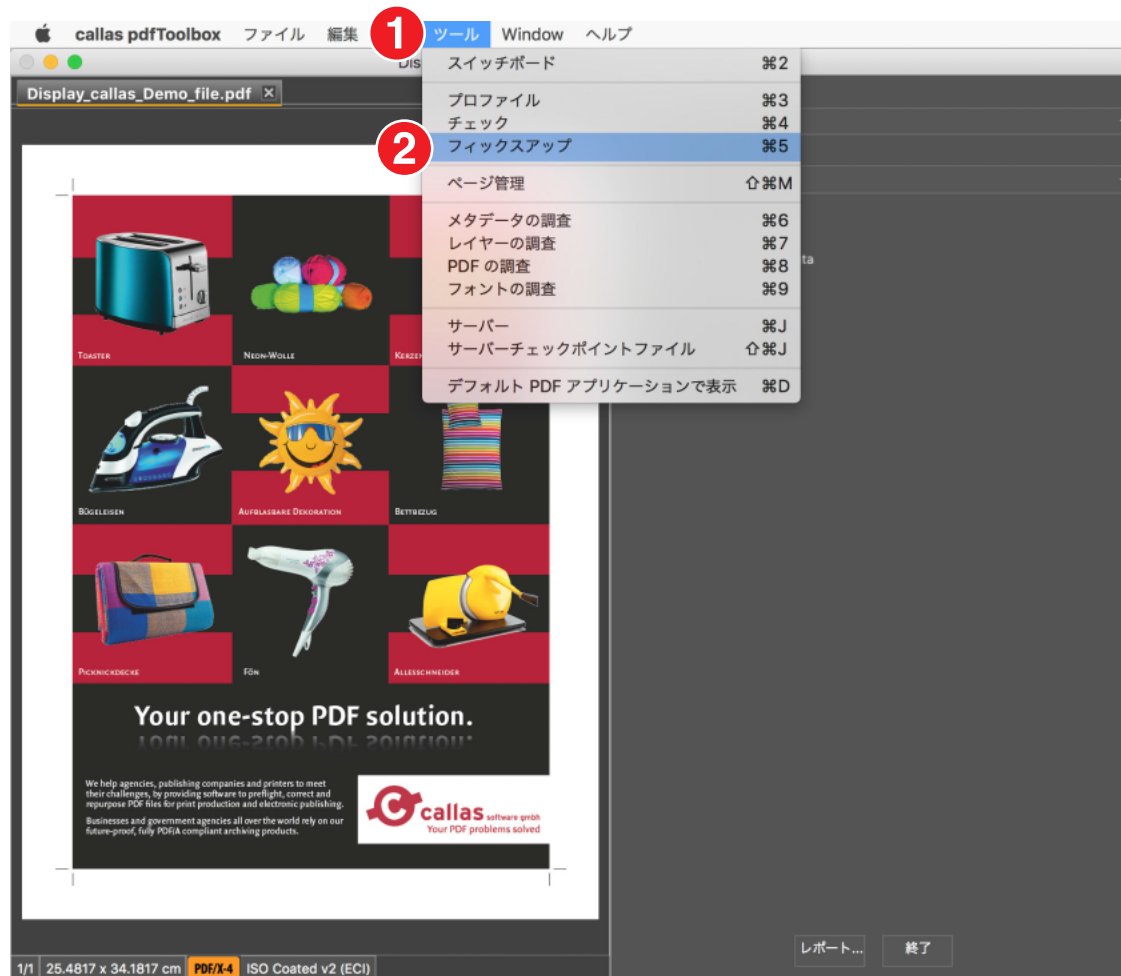 callas pdfToolbox ファイル 編集 1 ツール Window ヘルプ
Display_callas_Demo_file.pdf
スイッチボード ⌘2
プロファイル ⌘3
チェック ⌘4
2 フィックスアップ ⌘5
ページ管理 ⇧⌘M
メタデータの調査 ⌘6
レイヤーの調査 ⌘7
PDF の調査 ⌘8
フォントの調査 ⌘9
サーバー ⌘J
サーバーチェックポイントファイル ⇧⌘J
デフォルト PDF アプリケーションで表示 ⌘D
TOASTER
NEON-WOLLE
BÜGELEISEN
AUFBLASBARE DEKORATION
BETTBEZUG
PICKNICKDECKE
FÖN
ALLESSCHNEIDER
Your one-stop PDF solution.
We help agencies, publishing companies and printers to meet
their challenges, by providing software to preflight, correct and
repurpose PDF files for print production and electronic publishing.
Businesses and government agencies all over the world rely on our
future-proof, fully PDF/A compliant archiving products.
callas software gmbh
Your PDF problems solved
レポート... 終了
1/1 25.4817 x 34.1817 cm PDF/X-4 ISO Coated v2 (ECI)